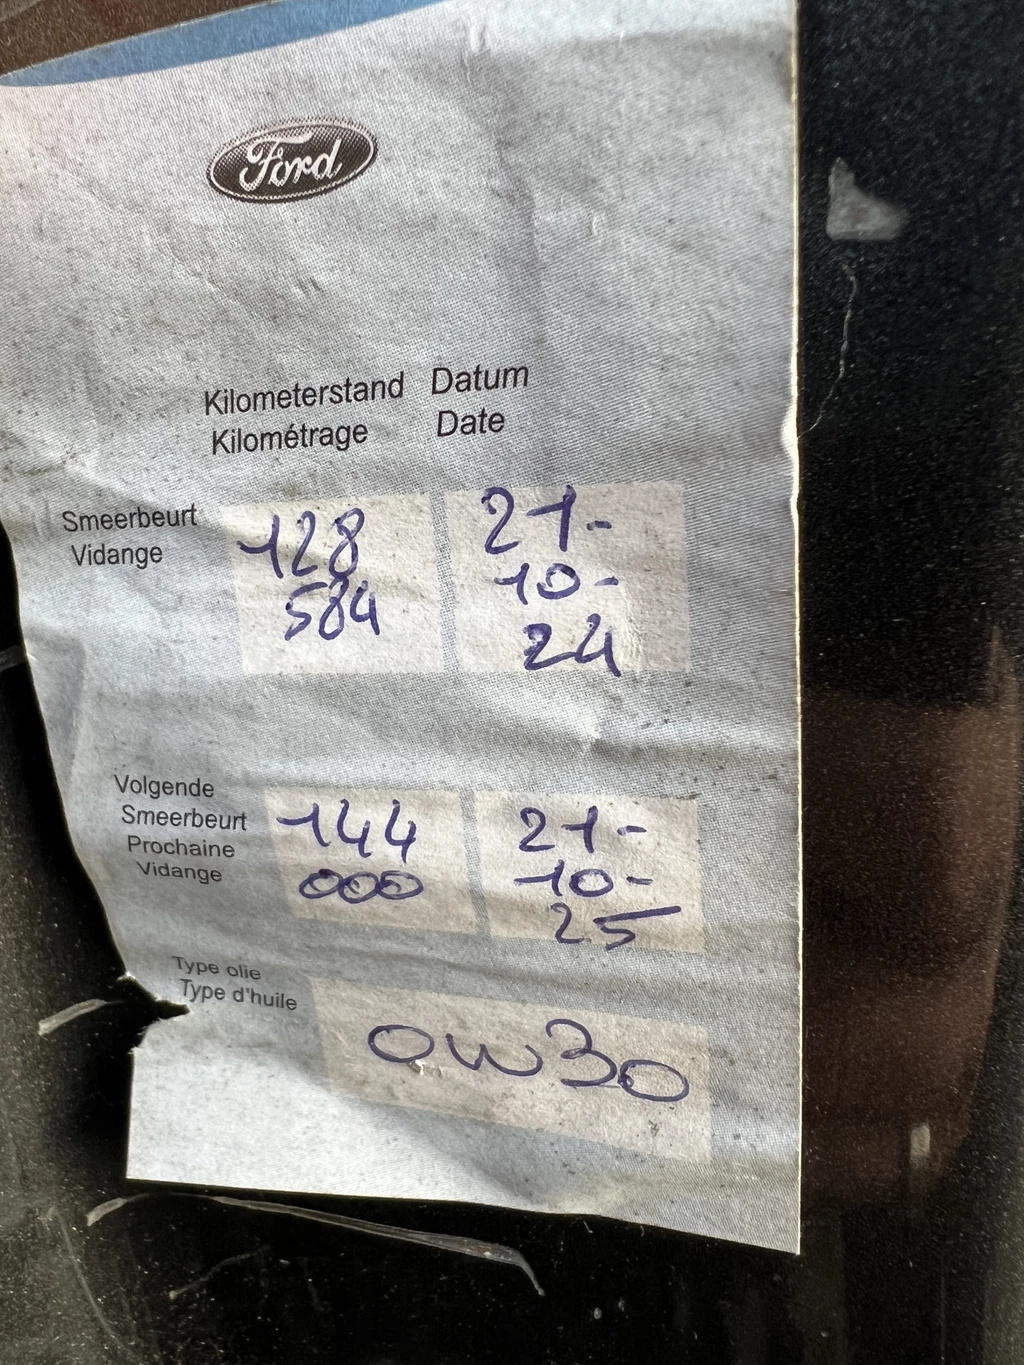 Ford
Kilometerstand Datum
Kilométrage Date
Smeerbeurt
Vidange
128
584
21-
10-
24
Volgende
Smeerbeurt
Prochaine
Vidange
144
000
21-
10-
25
Type olie
Type d'huile
0W30